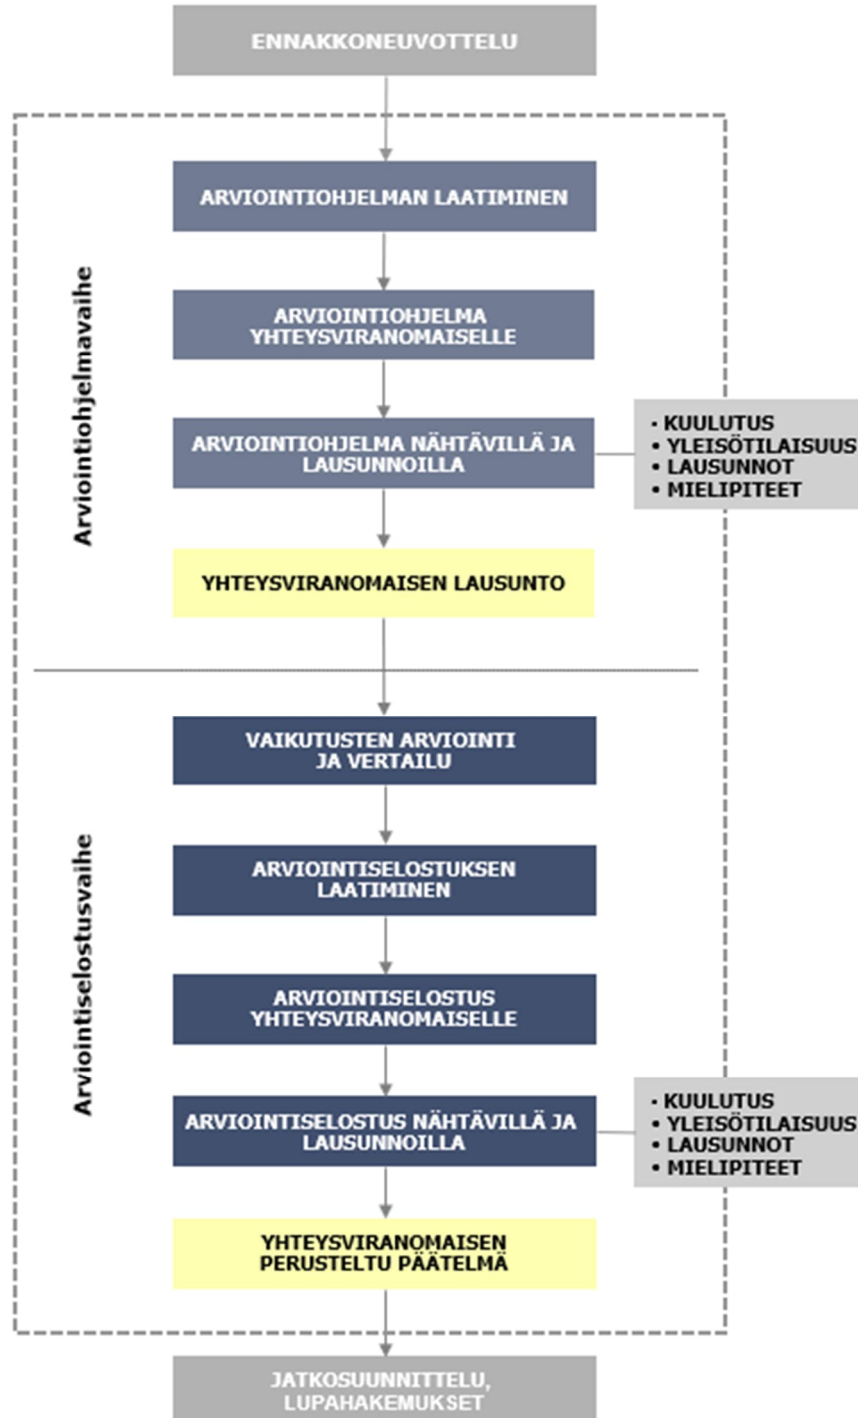 ENNAKKONEUVOTTELU
Arviointiohjelmavaihe
ARVIOINTIOHJELMAN LAATIMINEN
ARVIOINTIOHJELMA
YHTEYSVIRANOMAISELLE
ARVIOINTIOHJELMA NÄHTÄVILLÄ JA
LAUSUNNOILLA
• KUULUTUS
• YLEISÖTILAISUUS
• LAUSUNNOT
• MIELIPITEET
YHTEYSVIRANOMAISEN LAUSUNTO
Arviointiselostusvaihe
VAIKUTUSTEN ARVIOINTI
JA VERTAILU
ARVIOINTISELOSTUKSEN
LAATIMINEN
ARVIOINTISELOSTUS
YHTEYSVIRANOMAISELLE
ARVIOINTISELOSTUS NÄHTÄVILLÄ JA
LAUSUNNOILLA
• KUULUTUS
• YLEISÖTILAISUUS
• LAUSUNNOT
• MIELIPITEET
YHTEYSVIRANOMAISEN
PERUSTELTU PÄÄTELMÄ
JATKOSUUNNITTELU,
LUPAHAKEMUKSET